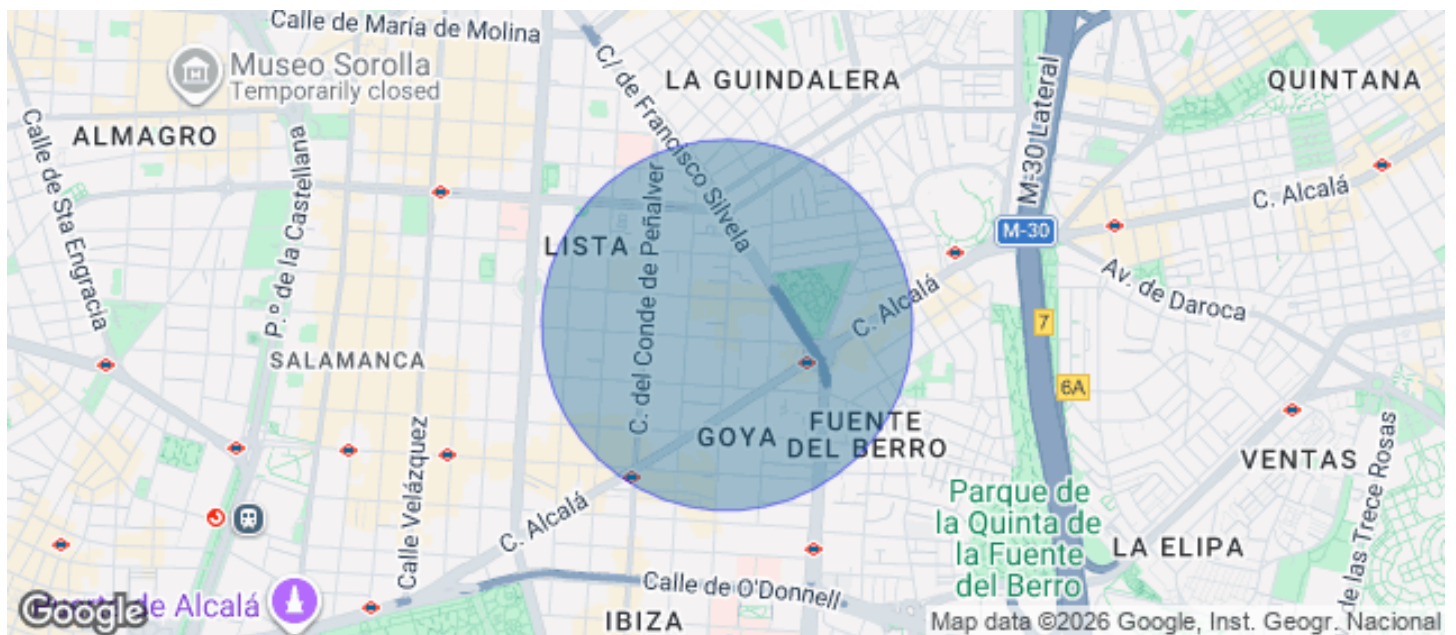 Calle de María de Molina
Museo Sorolla
Temporarily closed
C/ de Francisco Silvela
LA GUINDALERA
M-30 Lateral
QUINTANA
ALMAGRO
Calle de Sta Engracia
P.º de la Castellana
C. del Conde de Peñalver
LISTA
M-30
C. Alcalá
Av. de Daroca
C. Alcalá
7
SALAMANCA
6A
Calle Velázquez
GOYA
FUENTE
DEL BERRO
VENTAS
de las Trece Rosas
Parque de
la Quinta de
la Fuente
del Berro
C. Alcalá
LA ELIPA
Calle de O'Donnell
de Alcalá
Google
IBIZA
Map data ©2026 Google, Inst. Geogr. Nacional